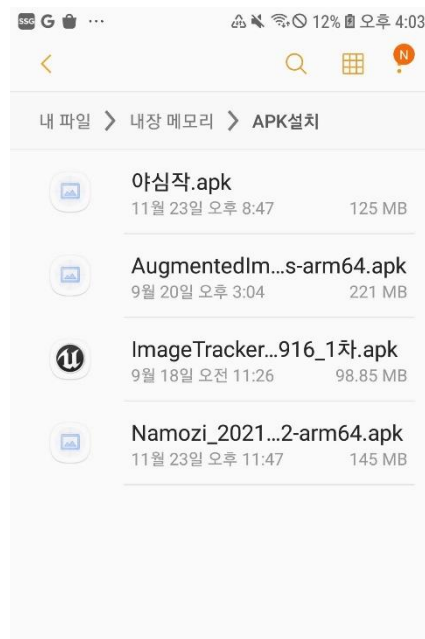 SSG G ... 12% 오후 4:03
N
내 파일 > 내장 메모리 > APK설치
야심작.apk
11월 23일 오후 8:47 125 MB
AugmentedIm...s-arm64.apk
9월 20일 오후 3:04 221 MB
ImageTracker...916_1차.apk
9월 18일 오전 11:26 98.85 MB
Namozi_2021...2-arm64.apk
11월 23일 오후 11:47 145 MB